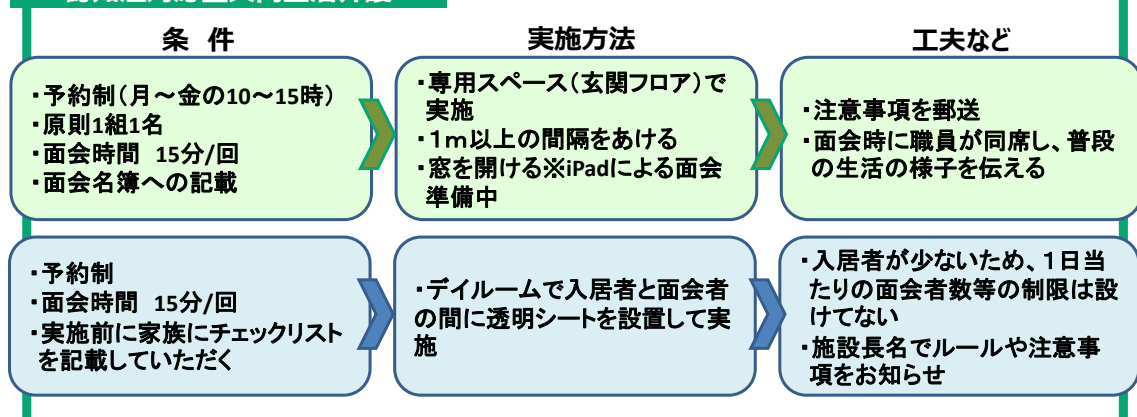 条 件
実施方法
工夫など
・予約制（月～金の10～15時）
・原則1組1名
・面会時間 15分/回
・面会名簿への記載
・専用スペース（玄関フロア）で
実施
・１ｍ以上の間隔をあける
・窓を開ける※iPadによる面会
準備中
・注意事項を郵送
・面会時に職員が同席し、普段
の生活の様子を伝える
・予約制
・面会時間 15分/回
・実施前に家族にチェックリスト
を記載していただく
・デイルームで入居者と面会者
の間に透明シートを設置して実
施
・入居者が少ないため、１日当
たりの面会者数等の制限は設
けてない
・施設長名でルールや注意事
項をお知らせ